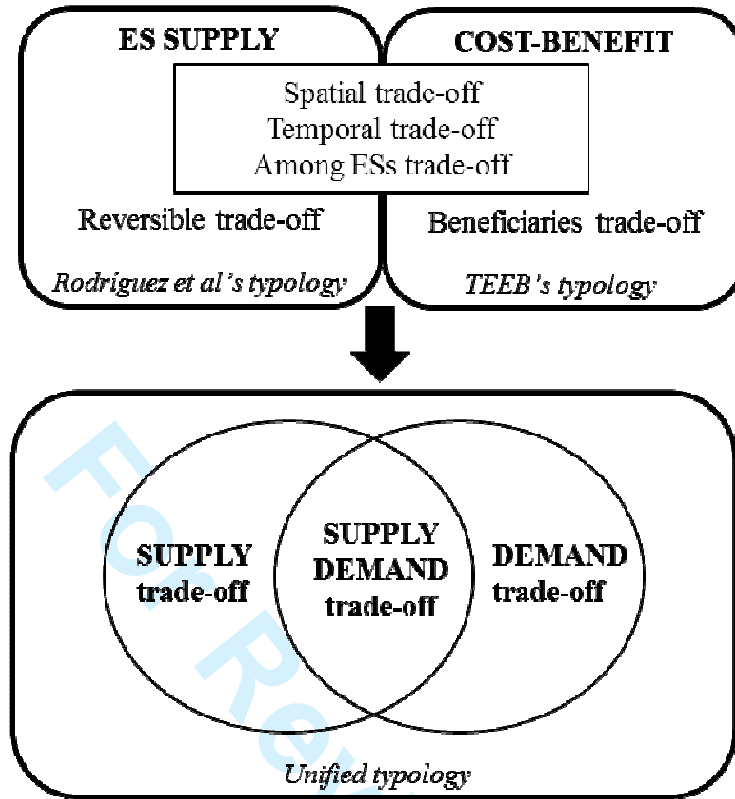 ES SUPPLY
COST-BENEFIT
Spatial trade-off
Temporal trade-off
Among ESs trade-off
Reversible trade-off
Beneficiaries trade-off
Rodríguez et al's typology
TEEB's typology
SUPPLY
trade-off
SUPPLY
DEMAND
trade-off
DEMAND
trade-off
Unified typology
For Rev